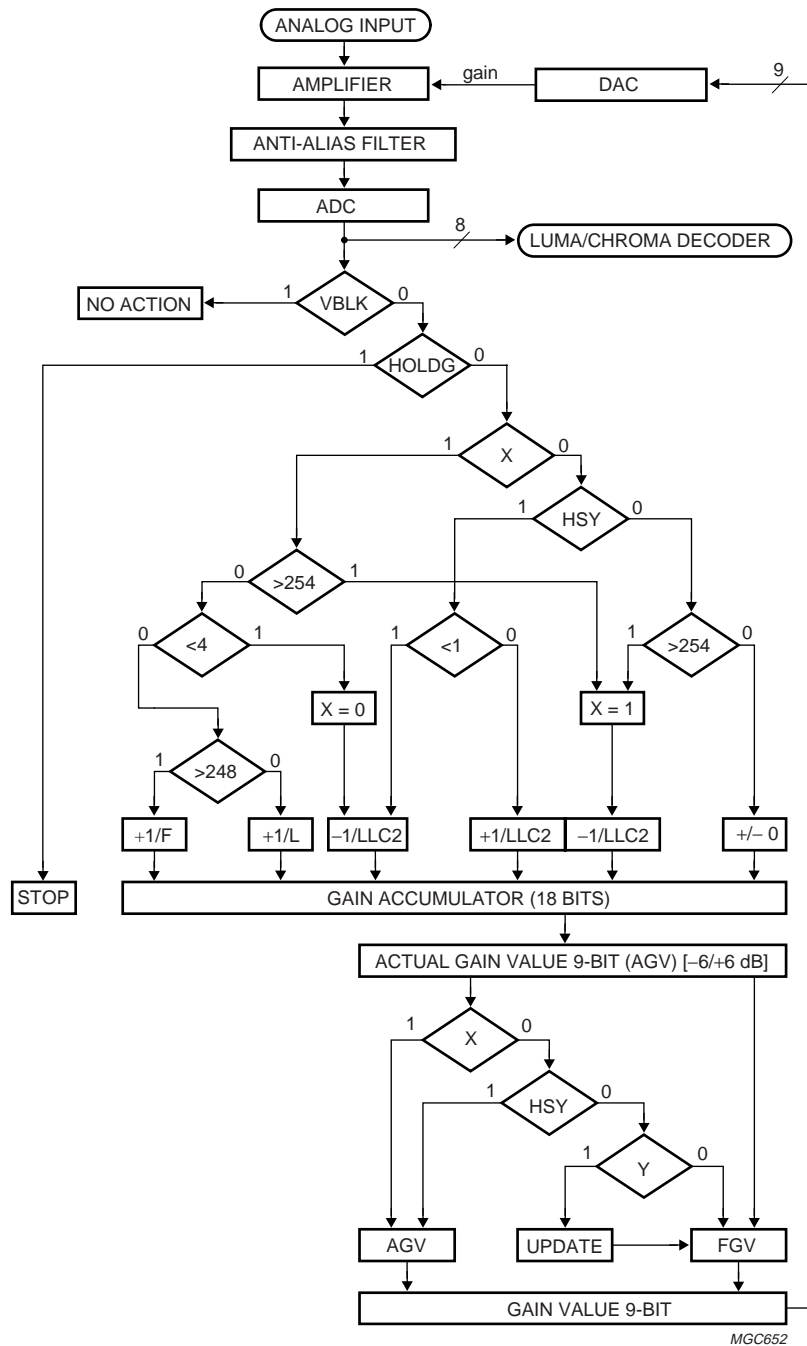 ANALOG INPUT
AMPLIFIER
gain
DAC
9
ANTI-ALIAS FILTER
ADC
8
LUMA/CHROMA DECODER
NO ACTION
1
VBLK
0
1
HOLDG
0
1
X
0
1
HSY
0
0
>254
1
0
<4
1
1
<1
0
1
>254
0
X = 0
X = 1
1
>248
0
+1/F
+1/L
−1/LLC2
+1/LLC2
−1/LLC2
+/− 0
STOP
GAIN ACCUMULATOR (18 BITS)
ACTUAL GAIN VALUE 9-BIT (AGV) [−6/+6 dB]
1
X
0
1
HSY
0
1
Y
0
AGV
UPDATE
FGV
GAIN VALUE 9-BIT
MGC652